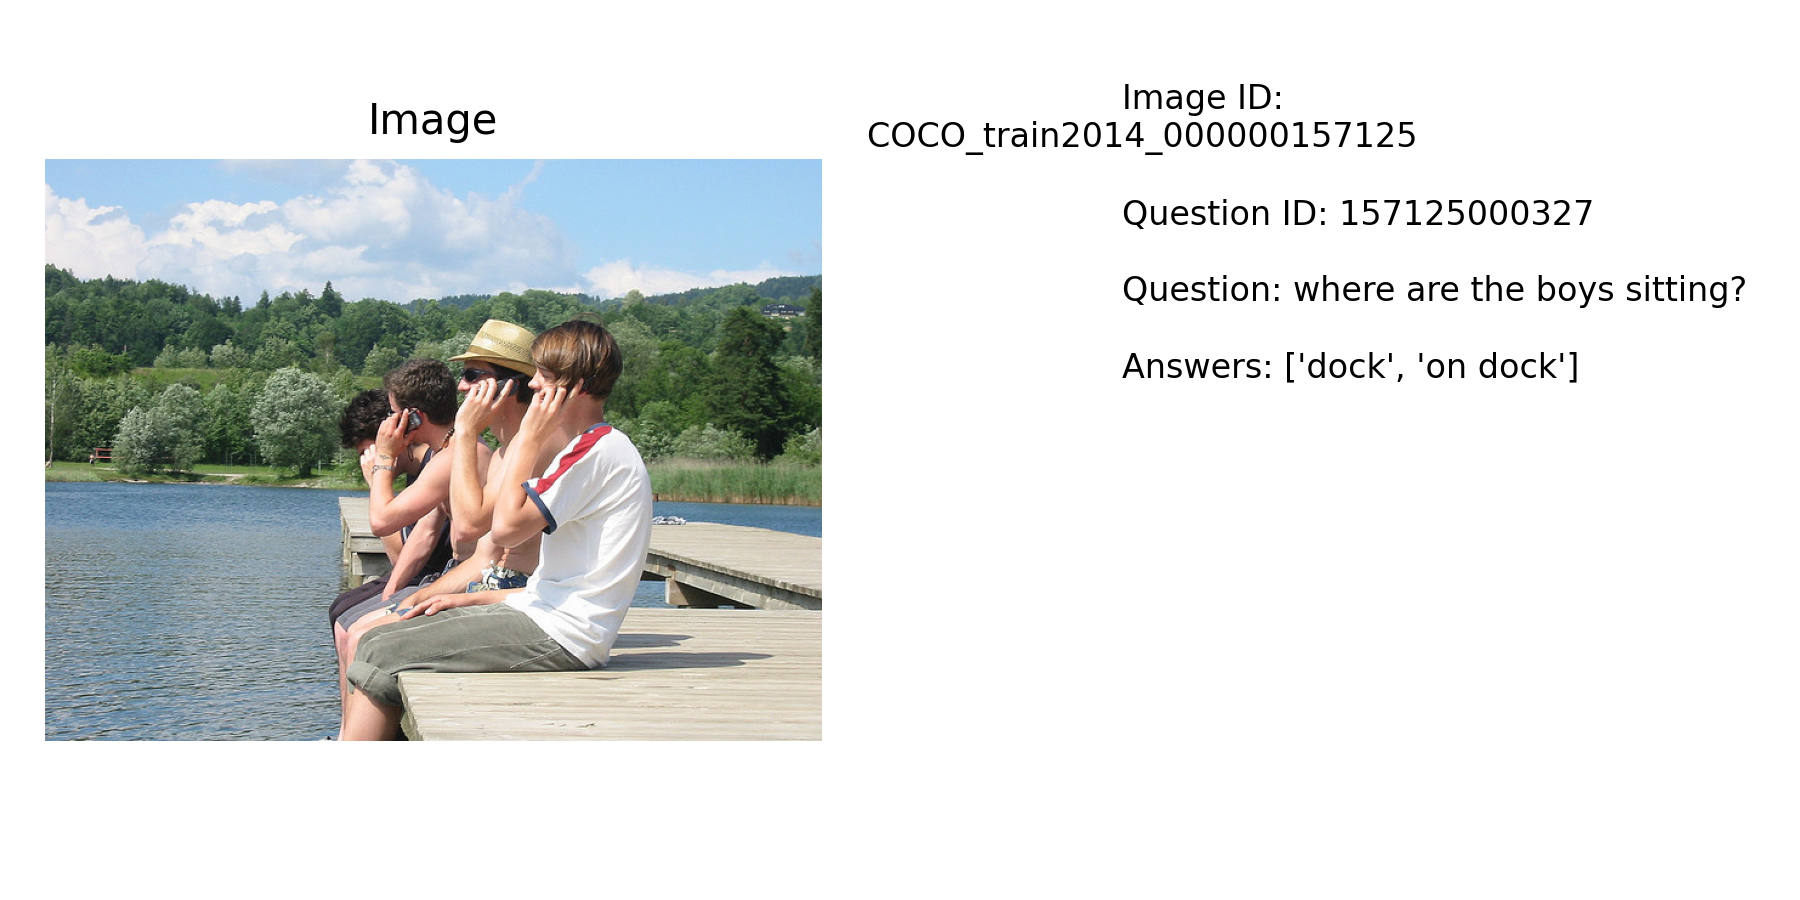 Image
Image ID:
COCO_train2014_000000157125
Question ID: 157125000327
Question: where are the boys sitting?
Answers: ['dock', 'on dock']